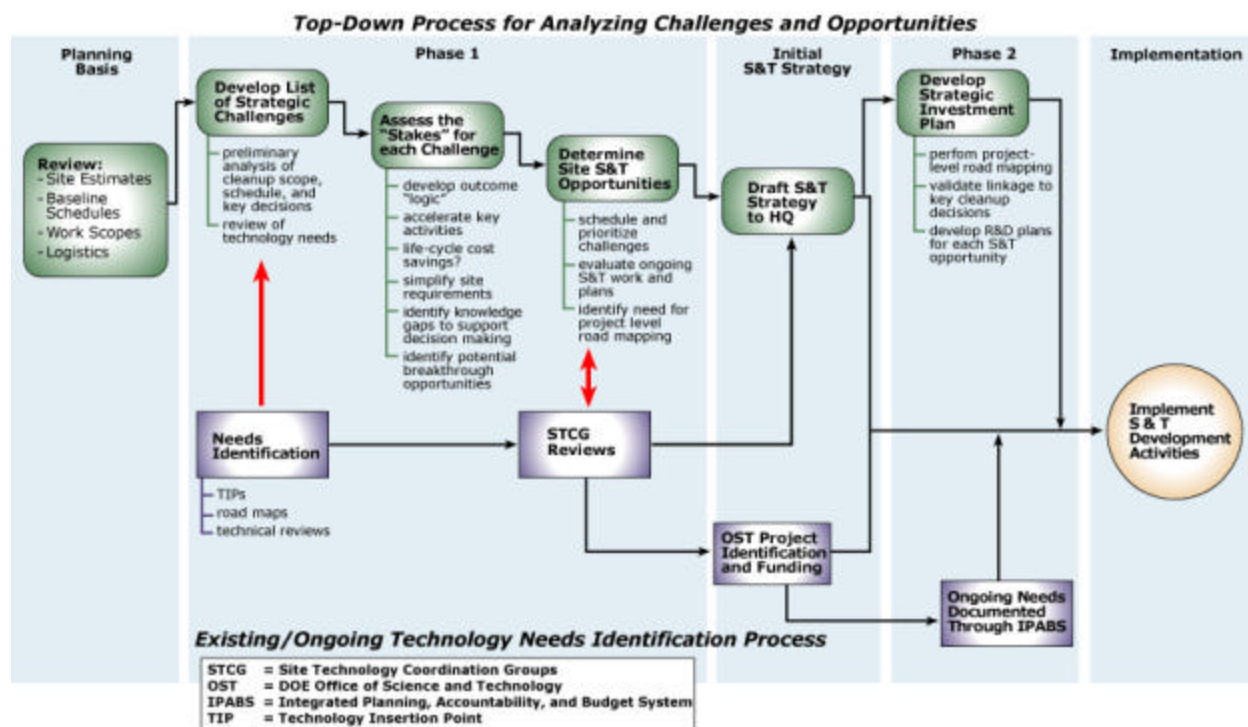 Top-Down Process for Analyzing Challenges and Opportunities
Planning
Basis
Phase 1
Initial
S&T Strategy
Phase 2
Implementation
Review:
- Site Estimates
- Baseline
Schedules
- Work Scopes
- Logistics
Develop List
of Strategic
Challenges
preliminary
analysis of
cleanup scope,
schedule, and
key decisions
review of
technology needs
Assess the
"Stakes" for
each Challenge
develop outcome
"logic"
accelerate key
activities
life-cycle cost
savings?
simplify site
requirements
identify knowledge
gaps to support
decision making
identify potential
breakthrough
opportunities
Determine
Site S&T
Opportunities
schedule and
prioritize
challenges
evaluate ongoing
S&T work and
plans
identify need for
project level
road mapping
Draft S&T
Strategy
to HQ
Develop
Strategic
Investment
Plan
perfom project-
level road mapping
validate linkage to
key cleanup
decisions
develop R&D plans
for each S&T
opportunity
Implement
S & T
Development
Activities
Needs
Identification
TIPs
road maps
technical reviews
STCG
Reviews
OST Project
Identification
and Funding
Ongoing Needs
Documented
Through IPABS
Existing/Ongoing Technology Needs Identification Process
STCG = Site Technology Coordination Groups
OST = DOE Office of Science and Technology
IPABS = Integrated Planning, Accountability, and Budget System
TIP = Technology Insertion Point